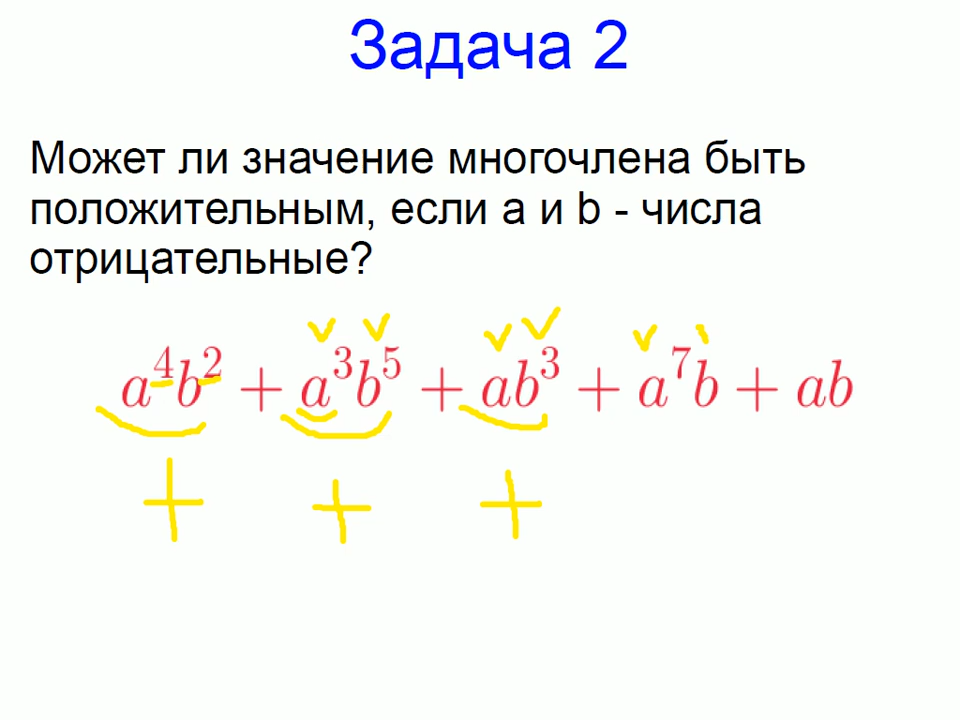 Задача 2
Может ли значение многочлена быть
положительным, если a и b - числа
отрицательные?
a⁴b² + a³b⁵ + ab³ + a⁷b + ab
+ + +